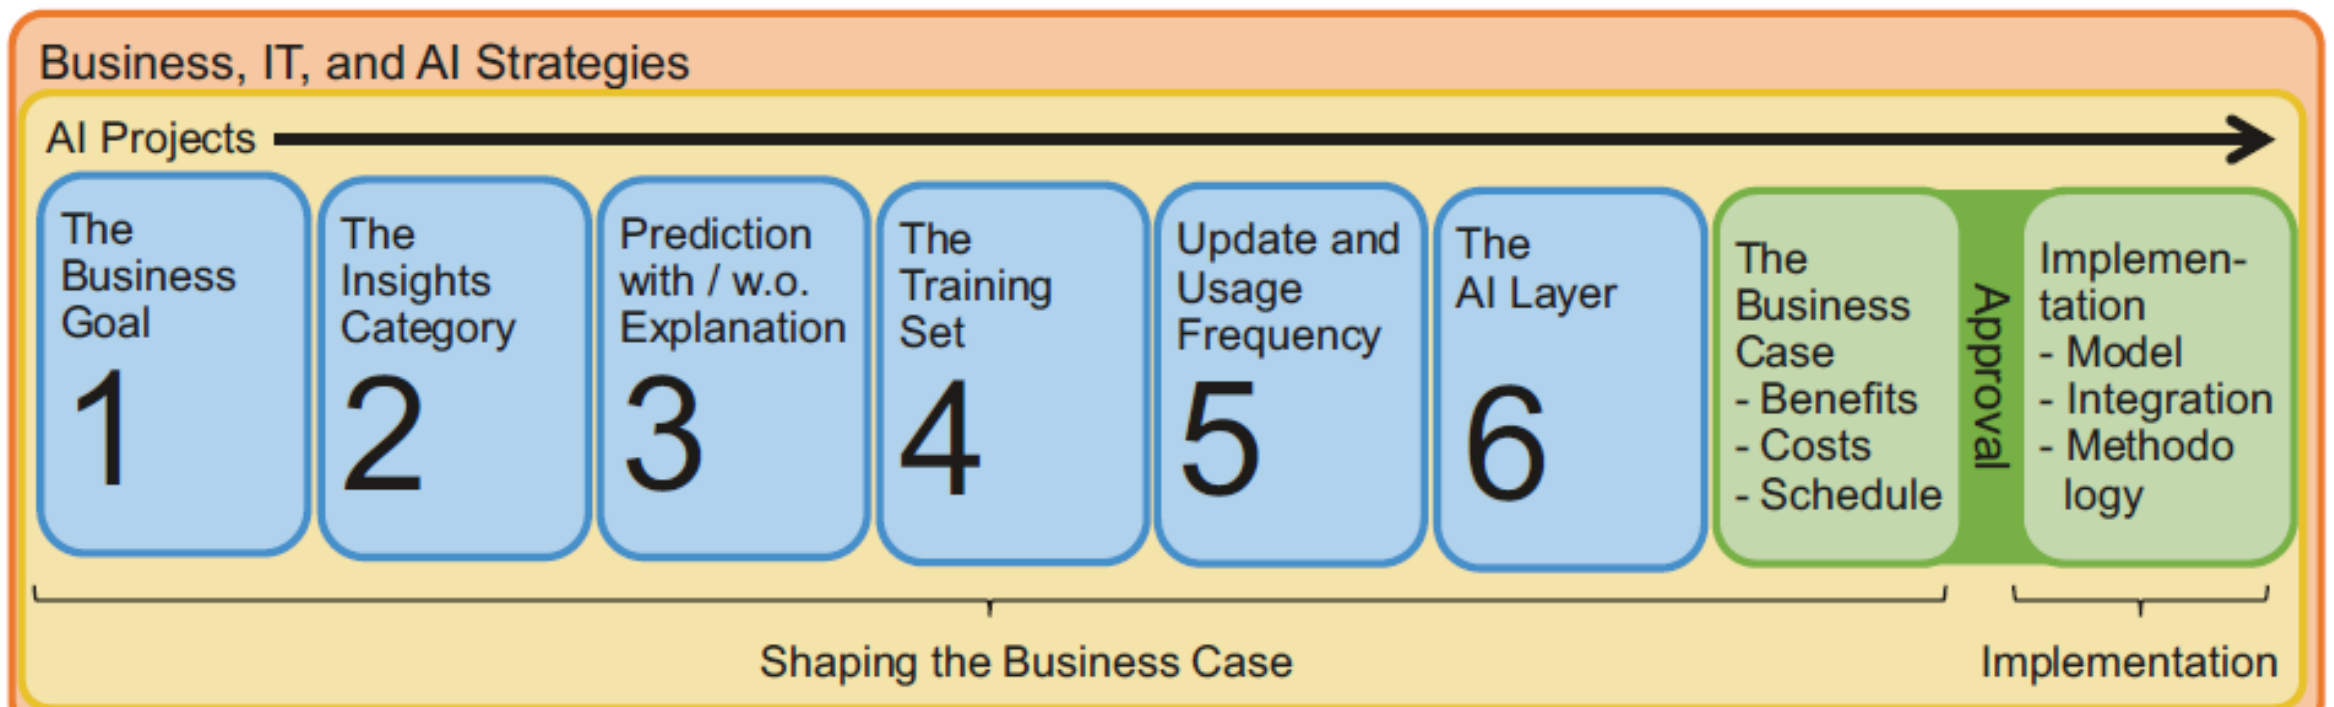 Business, IT, and AI Strategies
AI Projects
The
Business
Goal
1
The
Insights
Category
2
Prediction
with / w.o.
Explanation
3
The
Training
Set
4
Update and
Usage
Frequency
5
The
AI Layer
6
The
Business
Case
- Benefits
- Costs
- Schedule
Approval
Implemen-
tation
- Model
- Integration
- Methodo
logy
Shaping the Business Case
Implementation